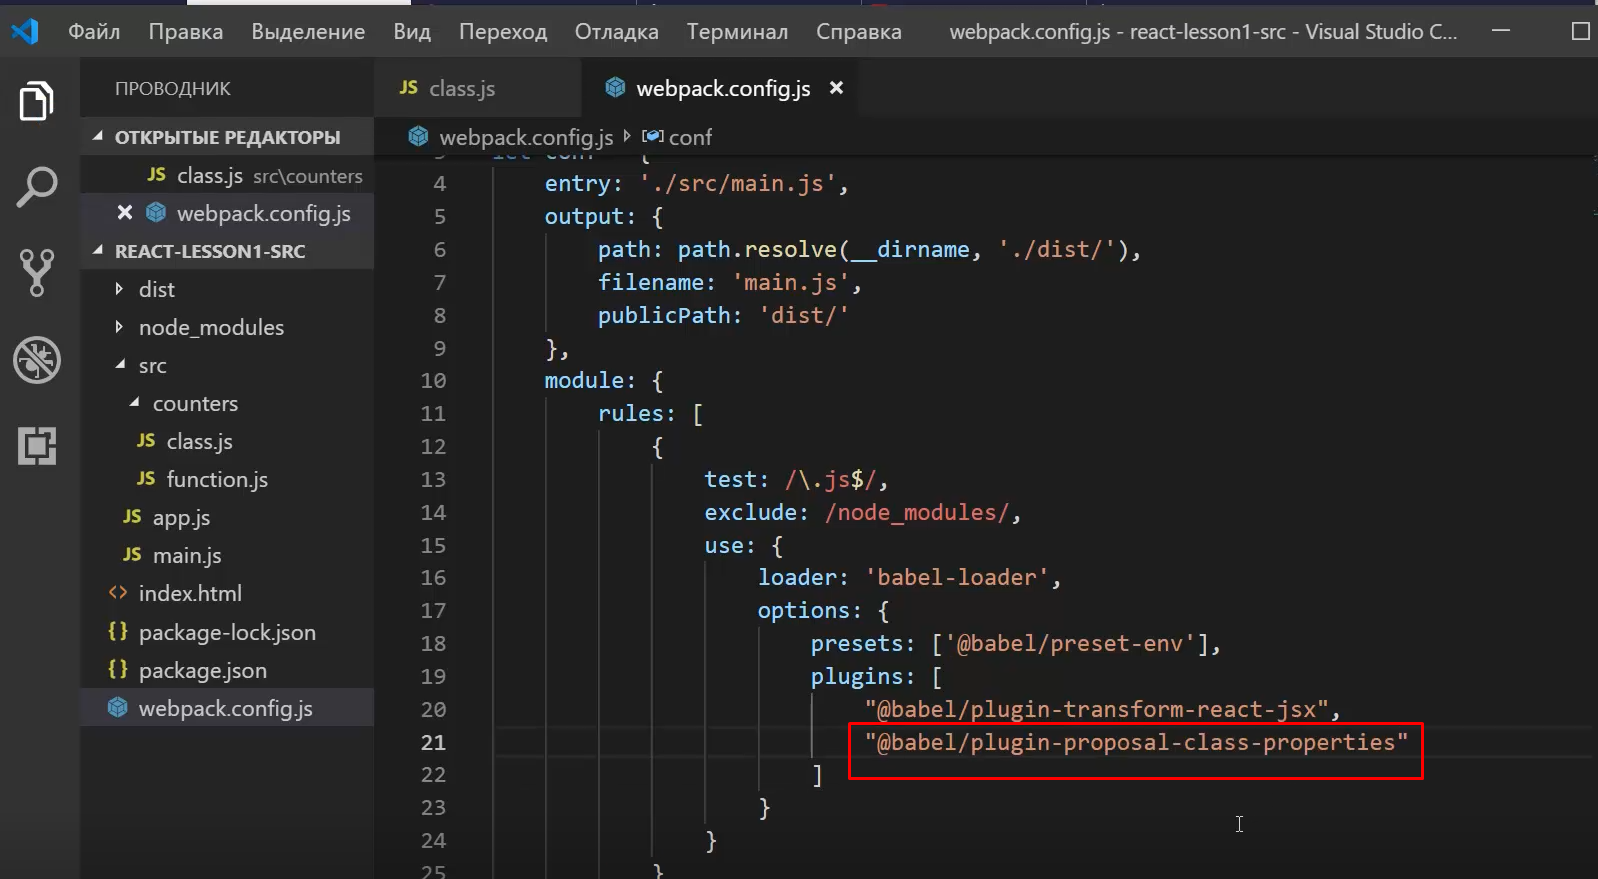 Файл Правка Выделение Вид Переход Отладка Терминал Справка webpack.config.js - react-lesson1-src - Visual Studio C...
ПРОВОДНИК
ОТКРЫТЫЕ РЕДАКТОРЫ
JS class.js src\counters
webpack.config.js
REACT-LESSON1-SRC
dist
node_modules
src
counters
JS class.js
JS function.js
JS app.js
JS main.js
<> index.html
{} package-lock.json
{} package.json
webpack.config.js
JS class.js
webpack.config.js
webpack.config.js conf
4 entry: './src/main.js',
5 output: {
6 path: path.resolve(__dirname, './dist/'),
7 filename: 'main.js',
8 publicPath: 'dist/'
9 },
10 module: {
11 rules: [
12 {
13 test: /\.js$/,
14 exclude: /node_modules/,
15 use: {
16 loader: 'babel-loader',
17 options: {
18 presets: ['@babel/preset-env'],
19 plugins: [
20 "@babel/plugin-transform-react-jsx",
21 "@babel/plugin-proposal-class-properties"
22 ]
23 }
24 }
25 }